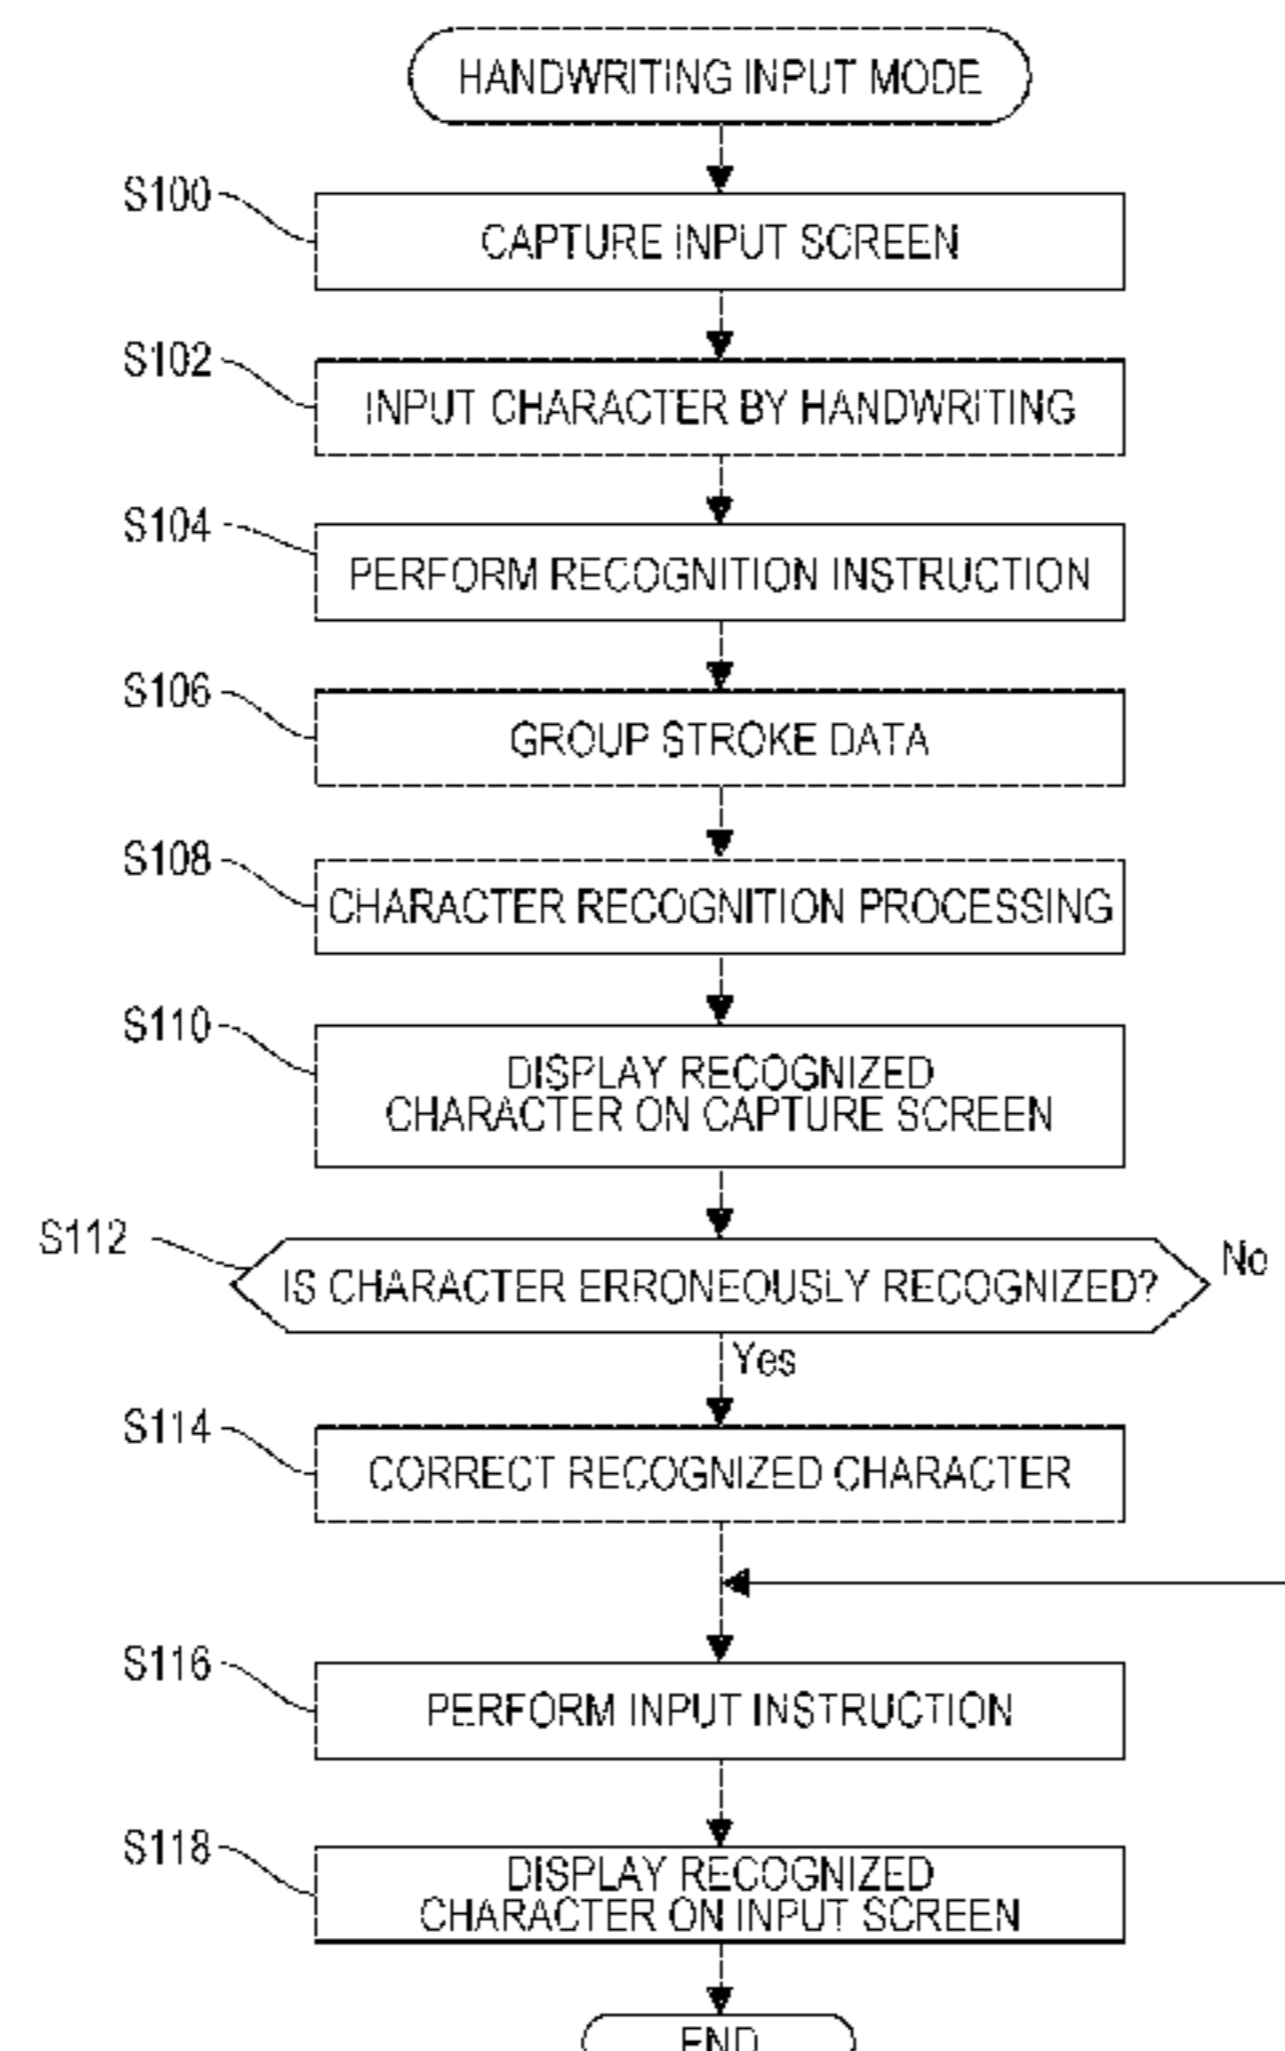 HANDWRITING INPUT MODE
S100
CAPTURE INPUT SCREEN
S102
INPUT CHARACTER BY HANDWRITING
S104
PERFORM RECOGNITION INSTRUCTION
S106
GROUP STROKE DATA
S108
CHARACTER RECOGNITION PROCESSING
S110
DISPLAY RECOGNIZED
CHARACTER ON CAPTURE SCREEN
S112
IS CHARACTER ERRONEOUSLY RECOGNIZED?
No
Yes
S114
CORRECT RECOGNIZED CHARACTER
S116
PERFORM INPUT INSTRUCTION
S118
DISPLAY RECOGNIZED
CHARACTER ON INPUT SCREEN
END